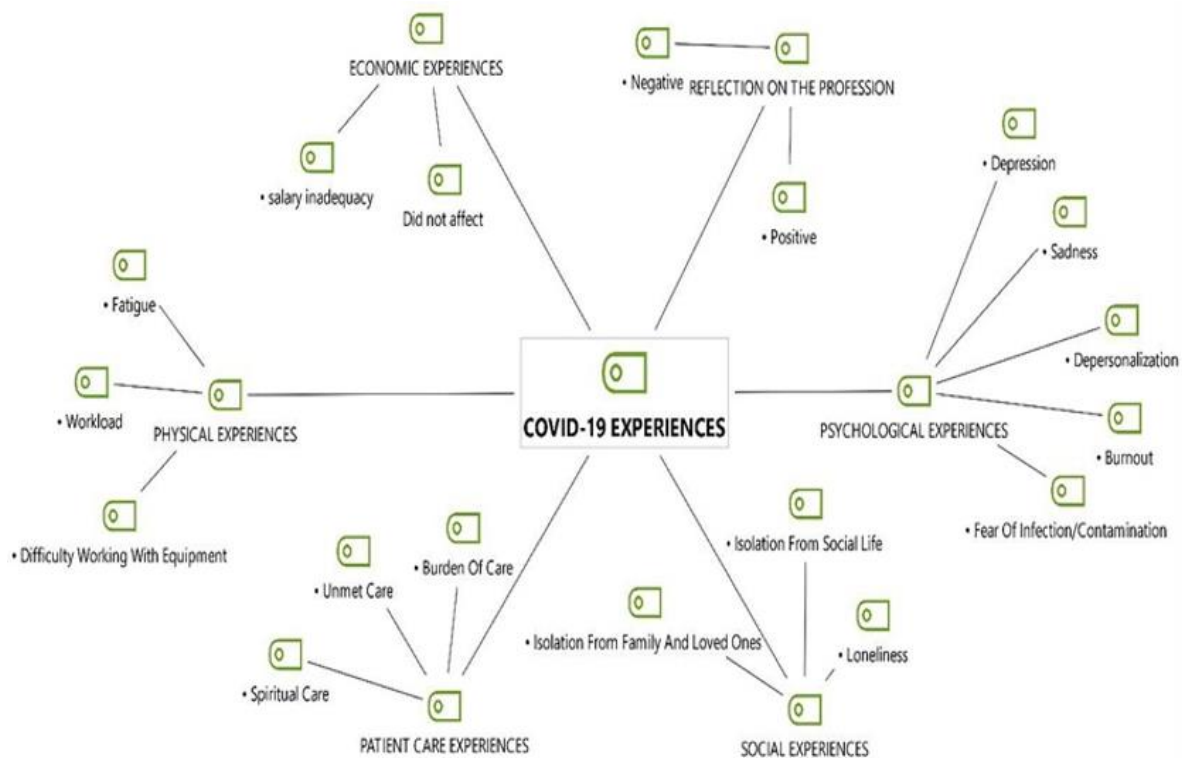 ECONOMIC EXPERIENCES
• salary inadequacy
Did not affect
• Negative
REFLECTION ON THE PROFESSION
• Positive
• Depression
• Sadness
• Depersonalization
• Burnout
• Fear Of Infection/Contamination
PSYCHOLOGICAL EXPERIENCES
• Fatigue
• Workload
PHYSICAL EXPERIENCES
• Difficulty Working With Equipment
COVID-19 EXPERIENCES
• Unmet Care
• Burden Of Care
• Spiritual Care
PATIENT CARE EXPERIENCES
• Isolation From Social Life
• Isolation From Family And Loved Ones
• Loneliness
SOCIAL EXPERIENCES